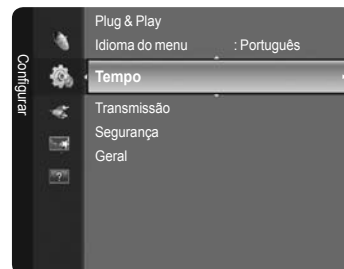 Configurar
Plug & Play
Idioma do menu : Português
Tempo
Transmissão
Segurança
Geral